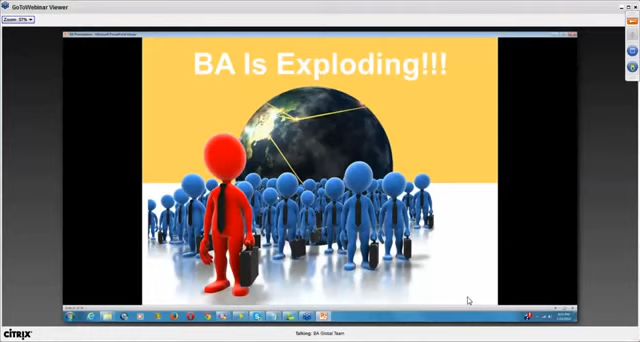 GoToWebinar Viewer
Zoom: 57%
BA Is Exploding!!!
CITRIX
Talking: BA Global Team